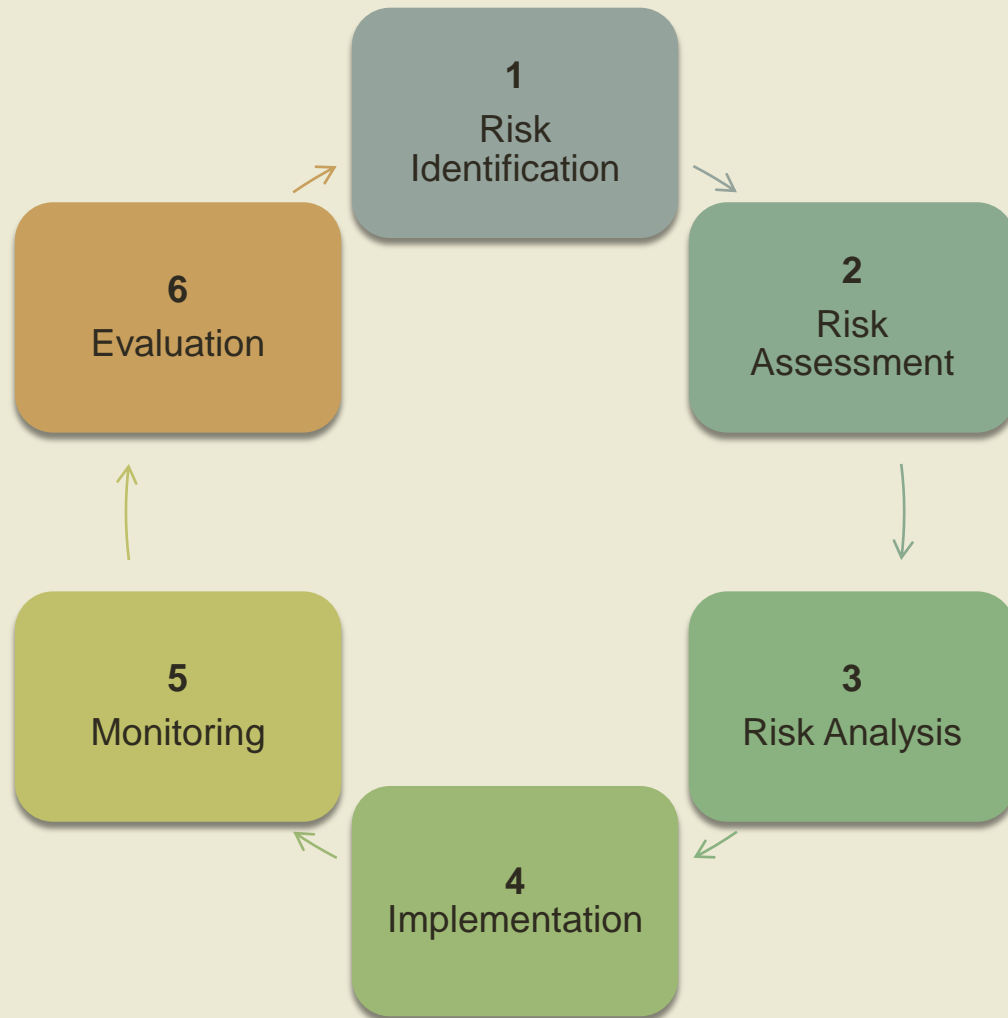 1
Risk
Identification
2
Risk
Assessment
3
Risk Analysis
4
Implementation
5
Monitoring
6
Evaluation